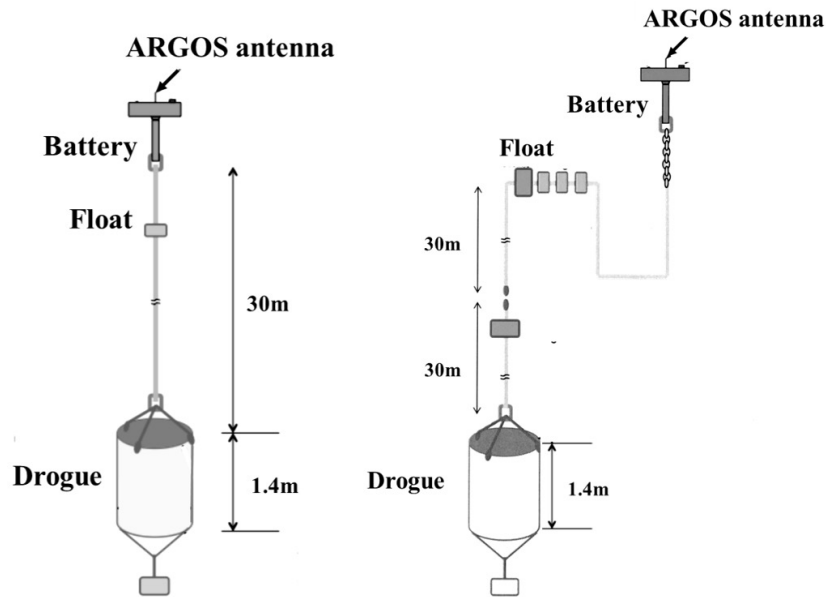 ARGOS antenna
Battery
Float
30m
Drogue
1.4m
ARGOS antenna
Battery
Float
30m
30m
Drogue
1.4m